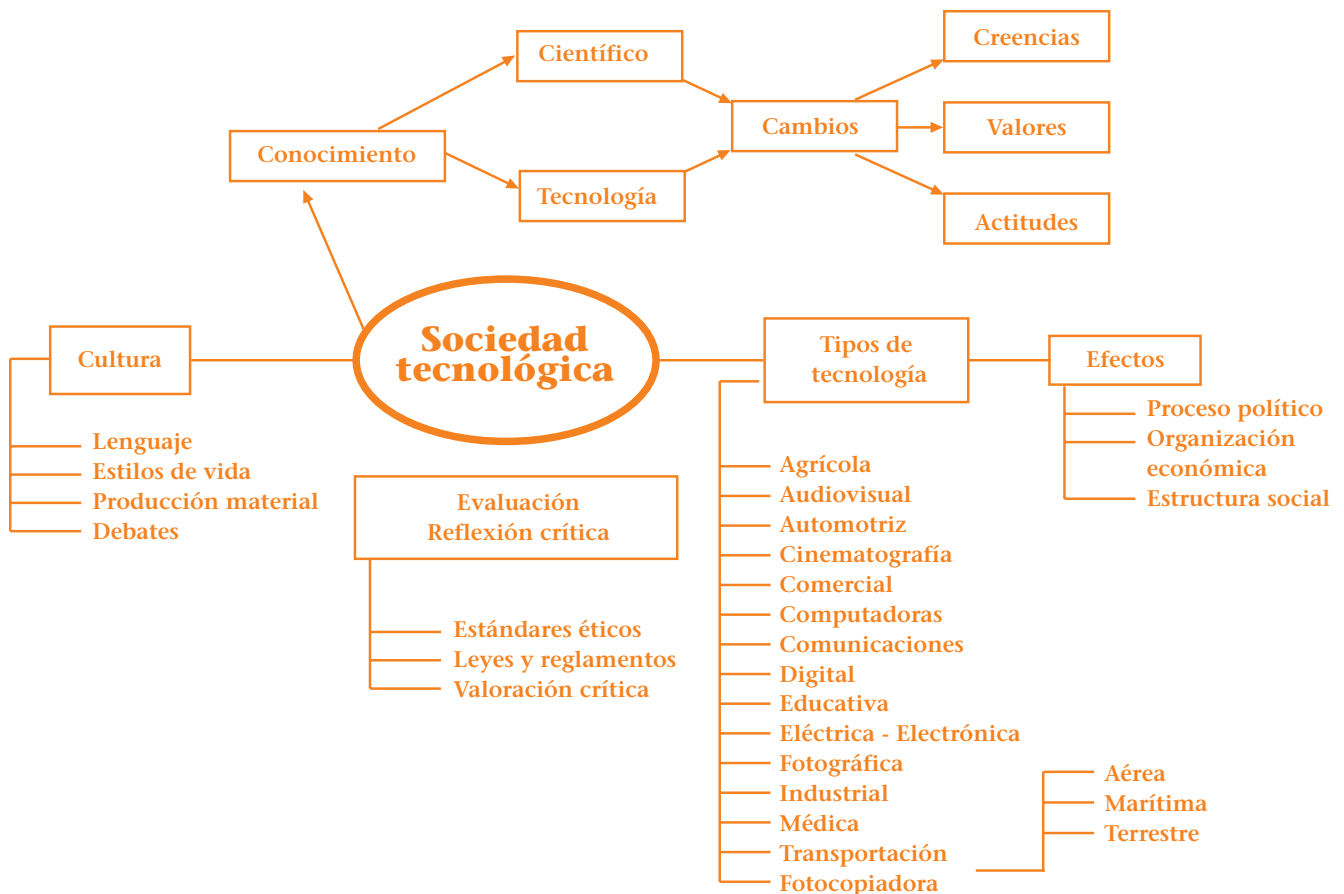 Creencias
Científico
Cambios
Valores
Conocimiento
Tecnología
Actitudes
Sociedad
tecnológica
Cultura
Lenguaje
Estilos de vida
Producción material
Debates
Evaluación
Reflexión crítica
Estándares éticos
Leyes y reglamentos
Valoración crítica
Tipos de
tecnología
Agrícola
Audiovisual
Automotriz
Cinematografía
Comercial
Computadoras
Comunicaciones
Digital
Educativa
Eléctrica - Electrónica
Fotográfica
Industrial
Médica
Transportación
Fotocopiadora
Aérea
Marítima
Terrestre
Efectos
Proceso político
Organización
económica
Estructura social